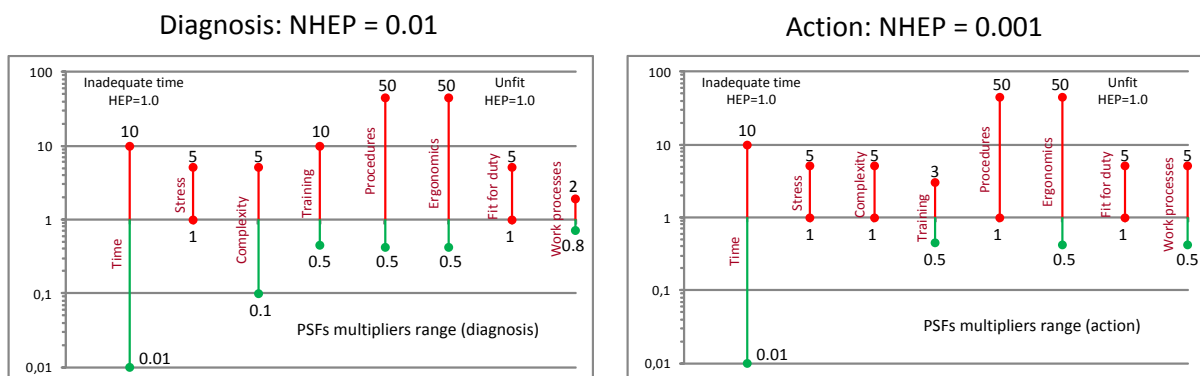 Diagnosis: NHEP = 0.01
100
10
1
0,1
0,01
Inadequate time
HEP=1.0
Unfit
HEP=1.0
10
Time
0.01
5
Stress
1
5
Complexity
0.1
10
Training
0.5
50
Procedures
0.5
50
Ergonomics
0.5
5
Fit for duty
1
2
Work processes
0.8
PSFs multipliers range (diagnosis)
Action: NHEP = 0.001
100
10
1
0,1
0,01
Inadequate time
HEP=1.0
Unfit
HEP=1.0
10
Time
0.01
5
Stress
1
5
Complexity
1
3
Training
0.5
50
Procedures
1
50
Ergonomics
0.5
5
Fit for duty
1
5
Work processes
0.5
PSFs multipliers range (action)